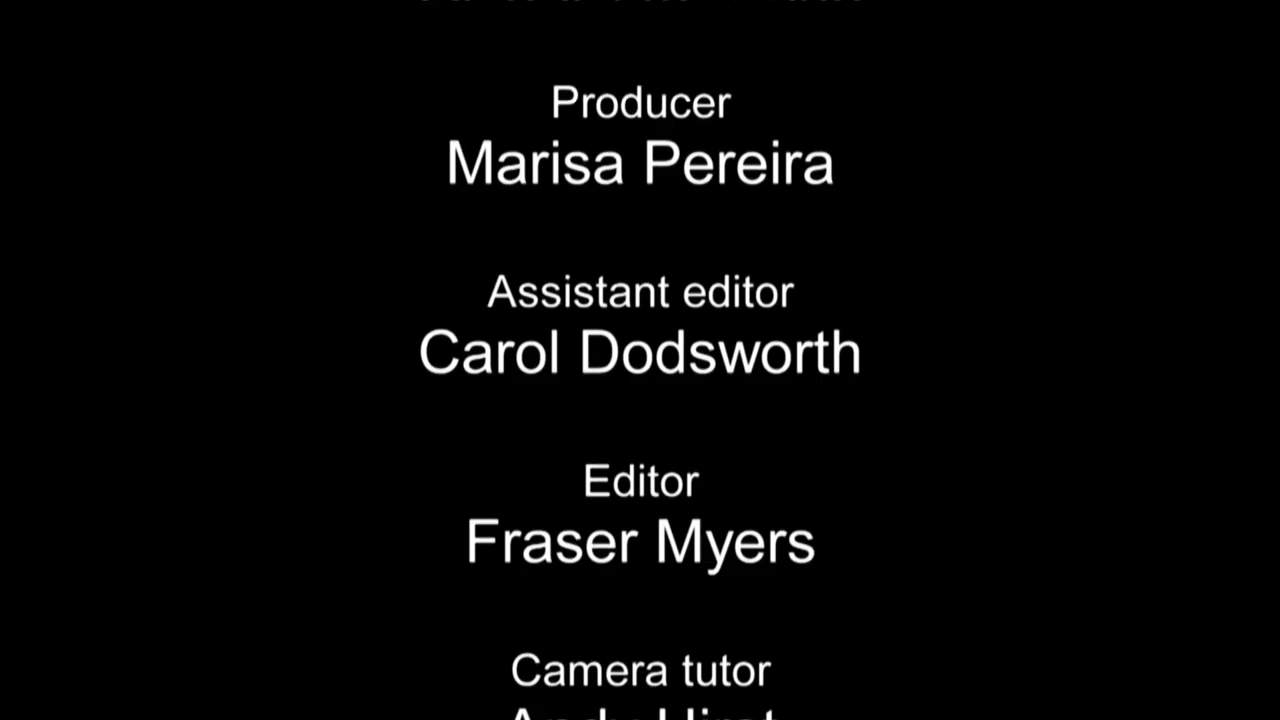 Producer
Marisa Pereira
Assistant editor
Carol Dodsworth
Editor
Fraser Myers
Camera tutor